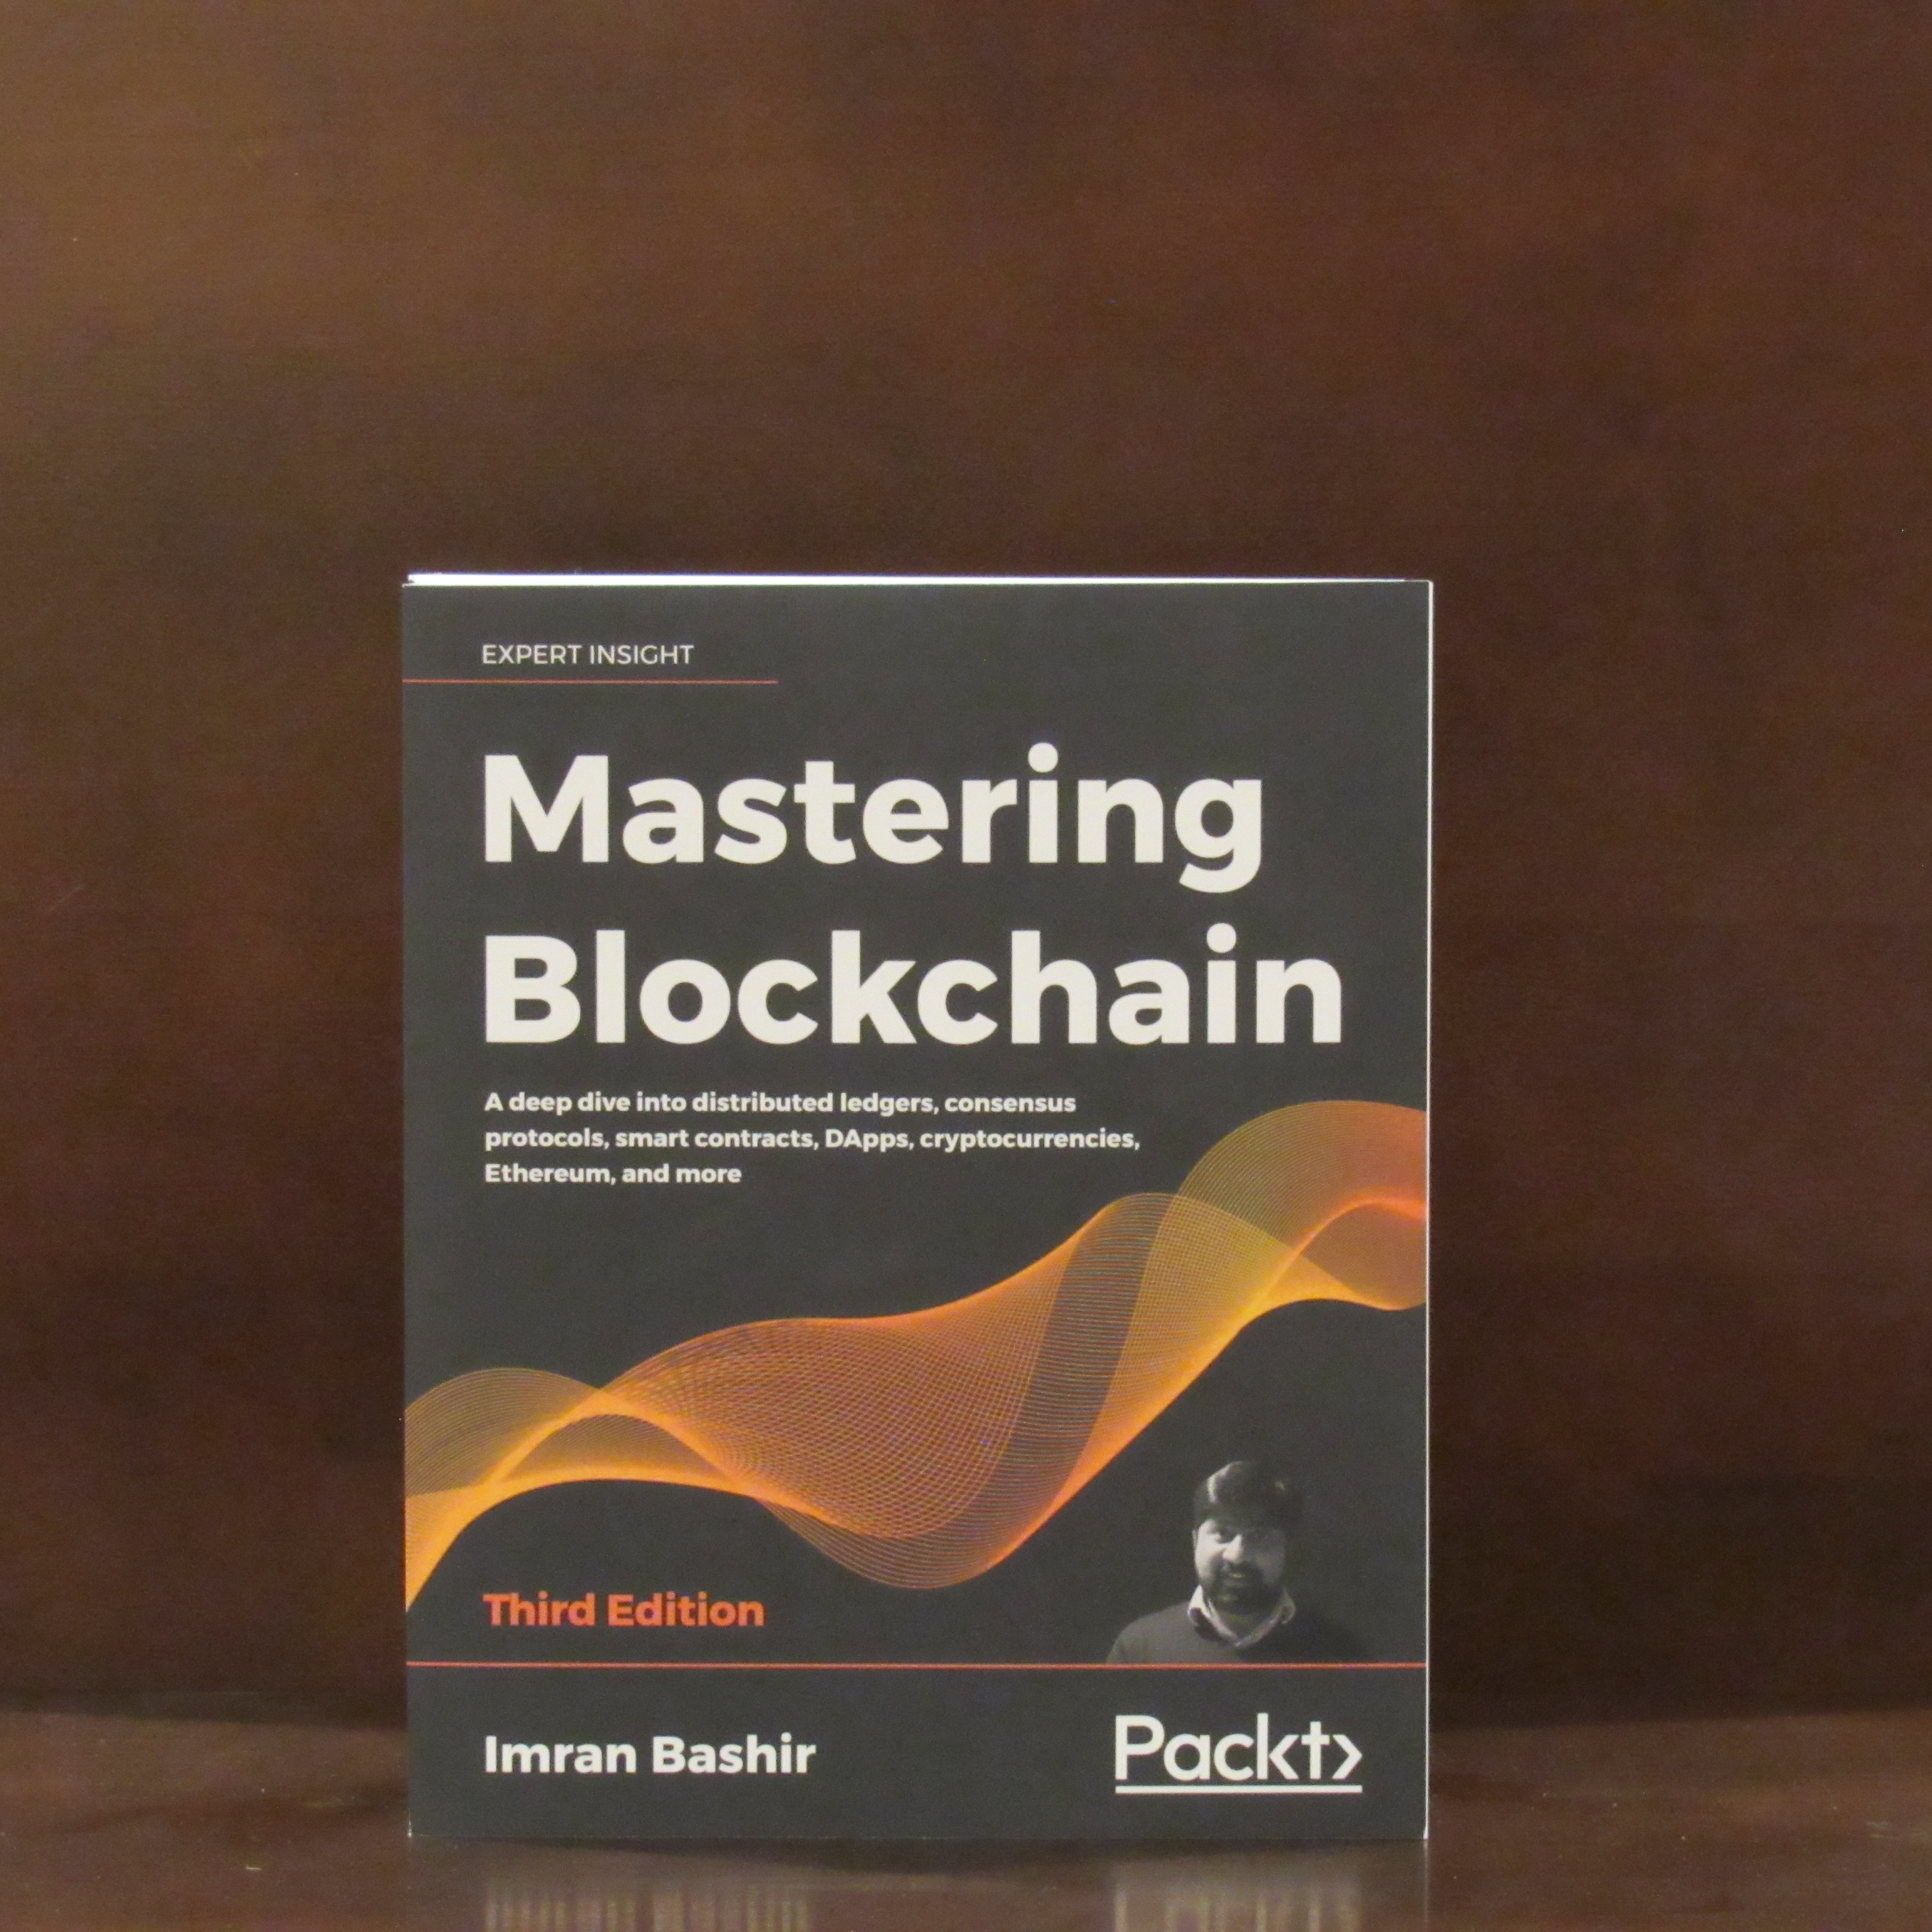 EXPERT INSIGHT
Mastering
Blockchain
A deep dive into distributed ledgers, consensus
protocols, smart contracts, DApps, cryptocurrencies,
Ethereum, and more
Third Edition
Imran Bashir
Packt>